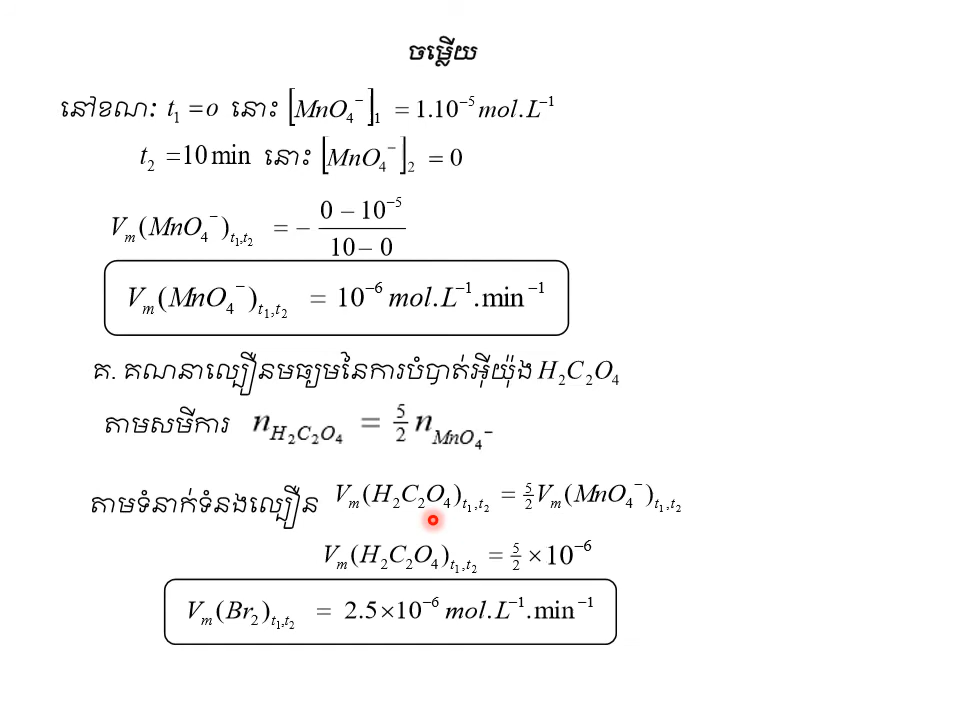 ចម្លើយ
នៅខណៈ t₁ = o នោះ [MnO₄⁻]₁ = 1.10⁻⁵ mol.L⁻¹
t₂ = 10 min នោះ [MnO₄⁻]₂ = 0
Vₘ(MnO₄⁻)ₜ₁,ₜ₂ = − (0 − 10⁻⁵)/(10 − 0)
Vₘ(MnO₄⁻)ₜ₁,ₜ₂ = 10⁻⁶ mol.L⁻¹.min⁻¹
គ. គណនាល្បឿនមធ្យមនៃការបំបាត់អ៊ីយ៉ុង H₂C₂O₄
តាមសមីការ n H₂C₂O₄ = 5/2 n MnO₄⁻
តាមទំនាក់ទំនងល្បឿន Vₘ(H₂C₂O₄)ₜ₁,ₜ₂ = 5/2 Vₘ(MnO₄⁻)ₜ₁,ₜ₂
Vₘ(H₂C₂O₄)ₜ₁,ₜ₂ = 5/2 × 10⁻⁶
Vₘ(Br₂)ₜ₁,ₜ₂ = 2.5×10⁻⁶ mol.L⁻¹.min⁻¹